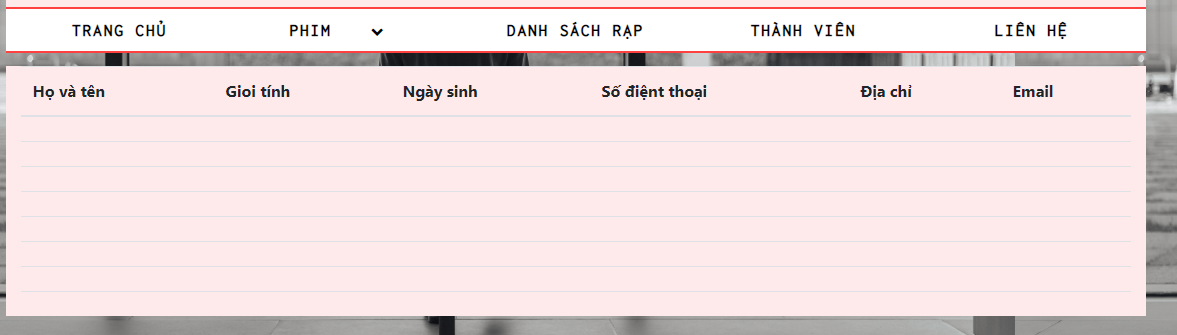 TRANG CHỦ PHIM DANH SÁCH RẠP THÀNH VIÊN LIÊN HỆ
Họ và tên Gioi tính Ngày sinh Số điệnt thoại Địa chỉ Email